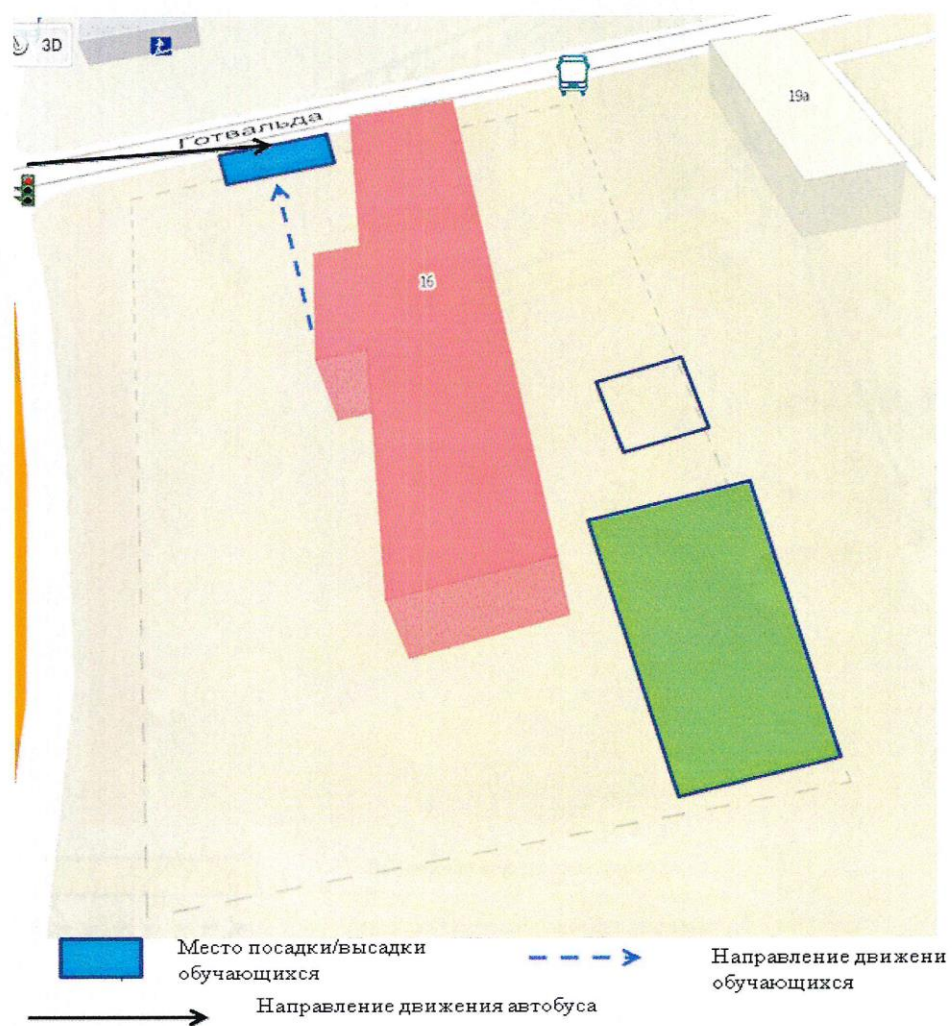 3D
19а
Готвальда
16
Место посадки/высадки
обучающихся
Направление движени
обучающихся
Направление движения автобуса